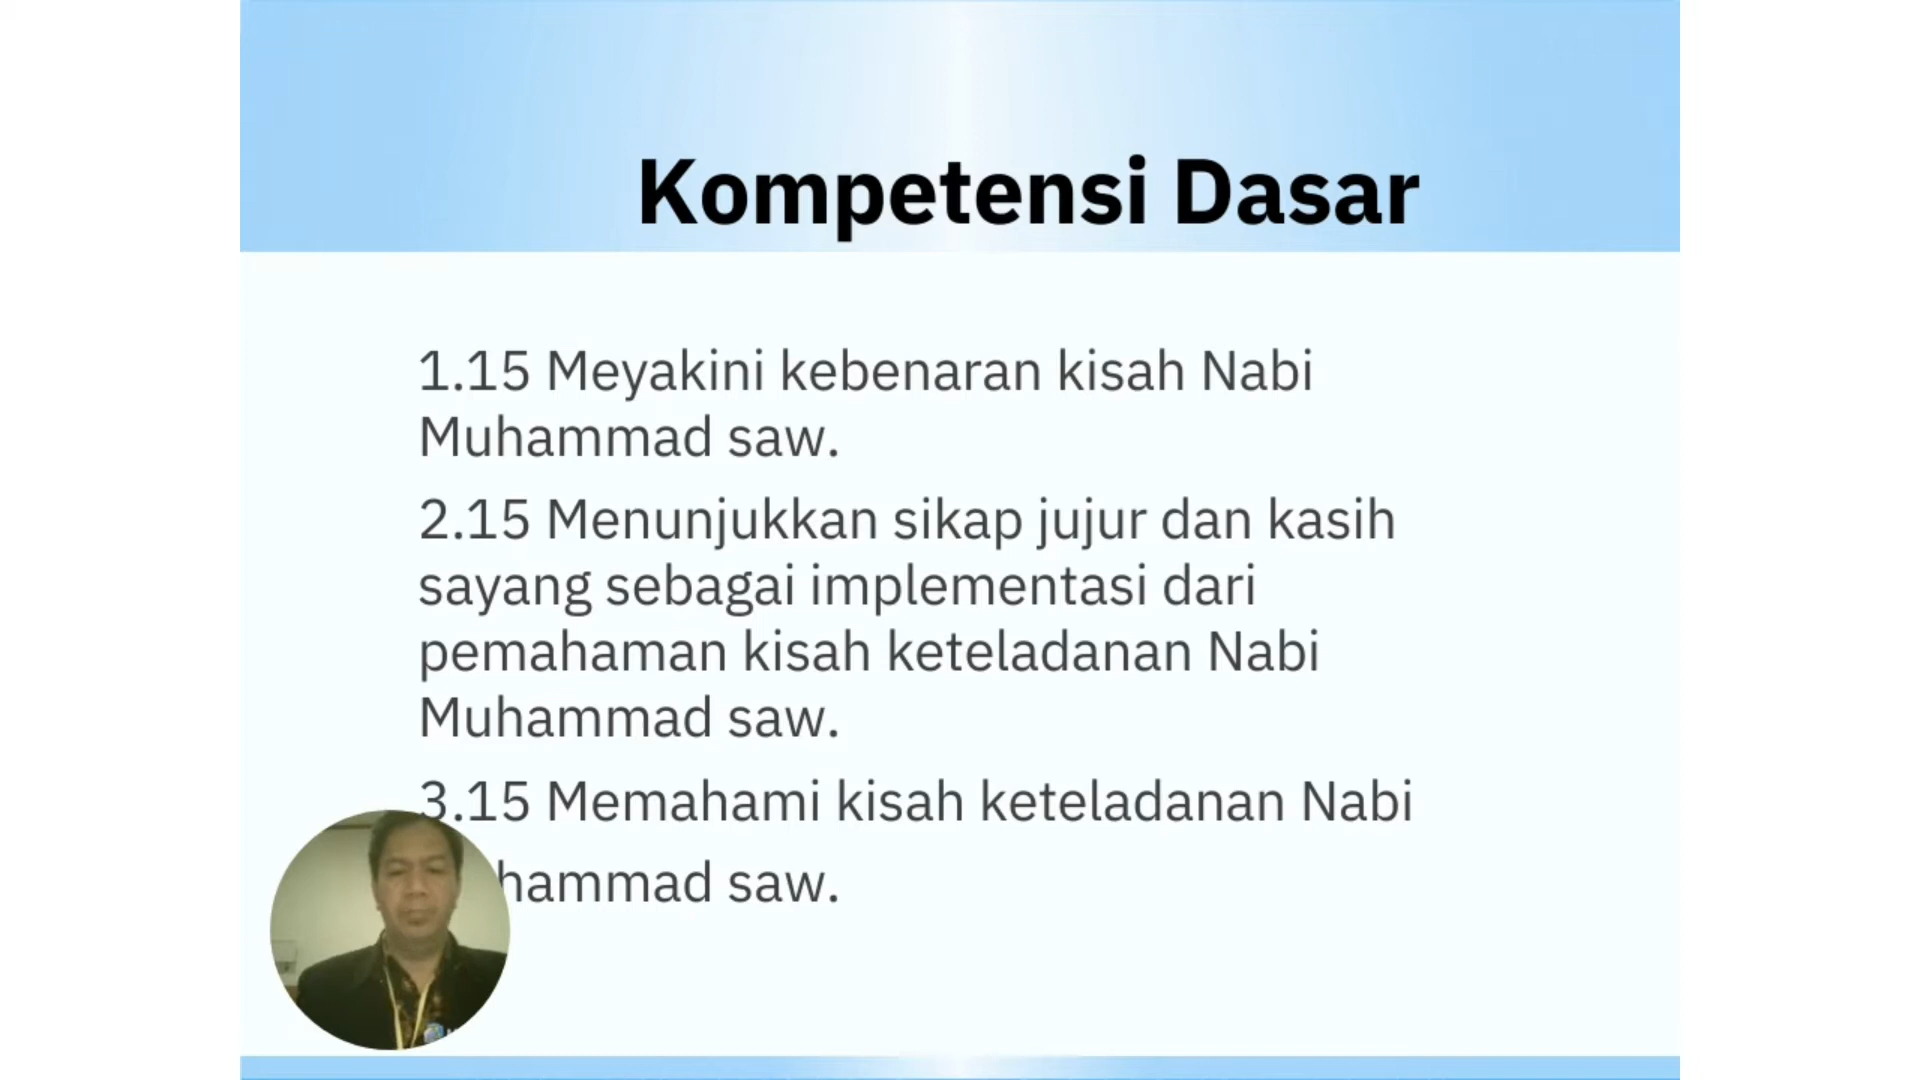 Kompetensi Dasar
1.15 Meyakini kebenaran kisah Nabi
Muhammad saw.
2.15 Menunjukkan sikap jujur dan kasih
sayang sebagai implementasi dari
pemahaman kisah keteladanan Nabi
Muhammad saw.
3.15 Memahami kisah keteladanan Nabi
hammad saw.